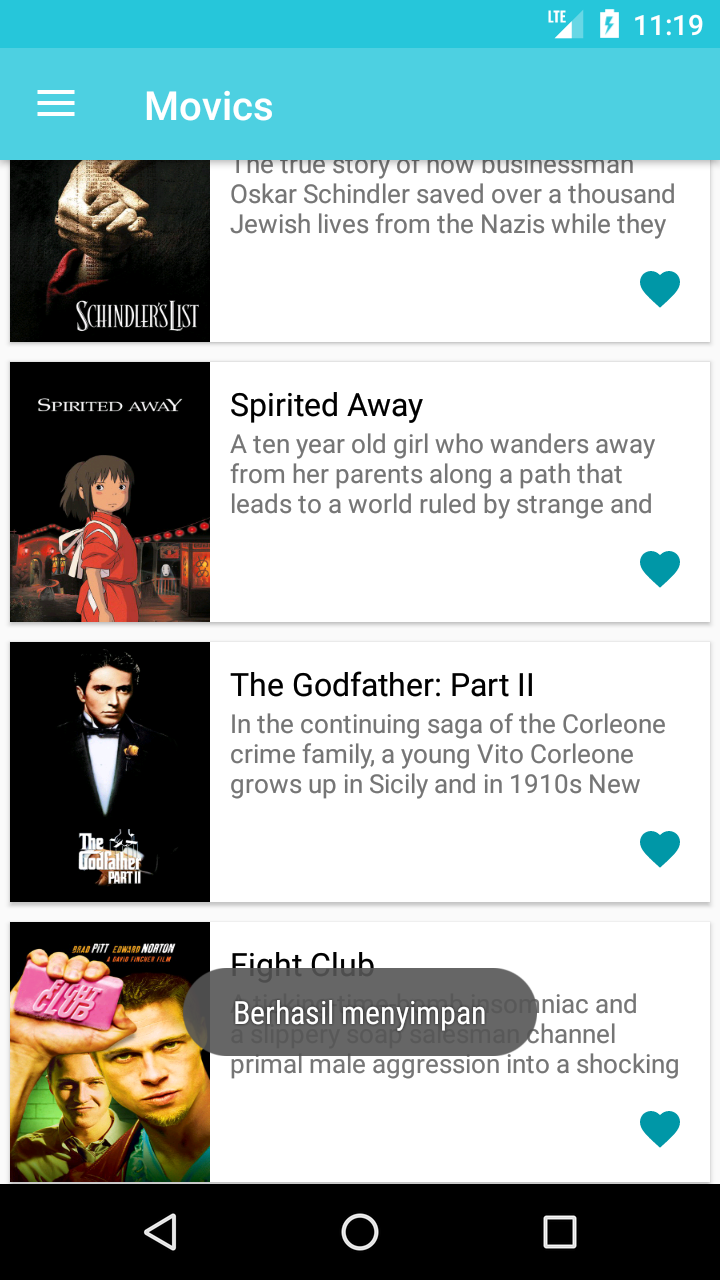 LTE 11:19
Movics
The true story of how businessman
Oskar Schindler saved over a thousand
Jewish lives from the Nazis while they
SCHINDLER'S LIST
SPIRITED AWAY
Spirited Away
A ten year old girl who wanders away
from her parents along a path that
leads to a world ruled by strange and
The Godfather: Part II
In the continuing saga of the Corleone
crime family, a young Vito Corleone
grows up in Sicily and in 1910s New
The
Godfather
PART II
BRAD PITT EDWARD NORTON
A DAVID FINCHER FILM
FIGHT
CLUB
Fight Club
A ticking-time-bomb insomniac and
a slippery soap salesman channel
primal male aggression into a shocking
Berhasil menyimpan